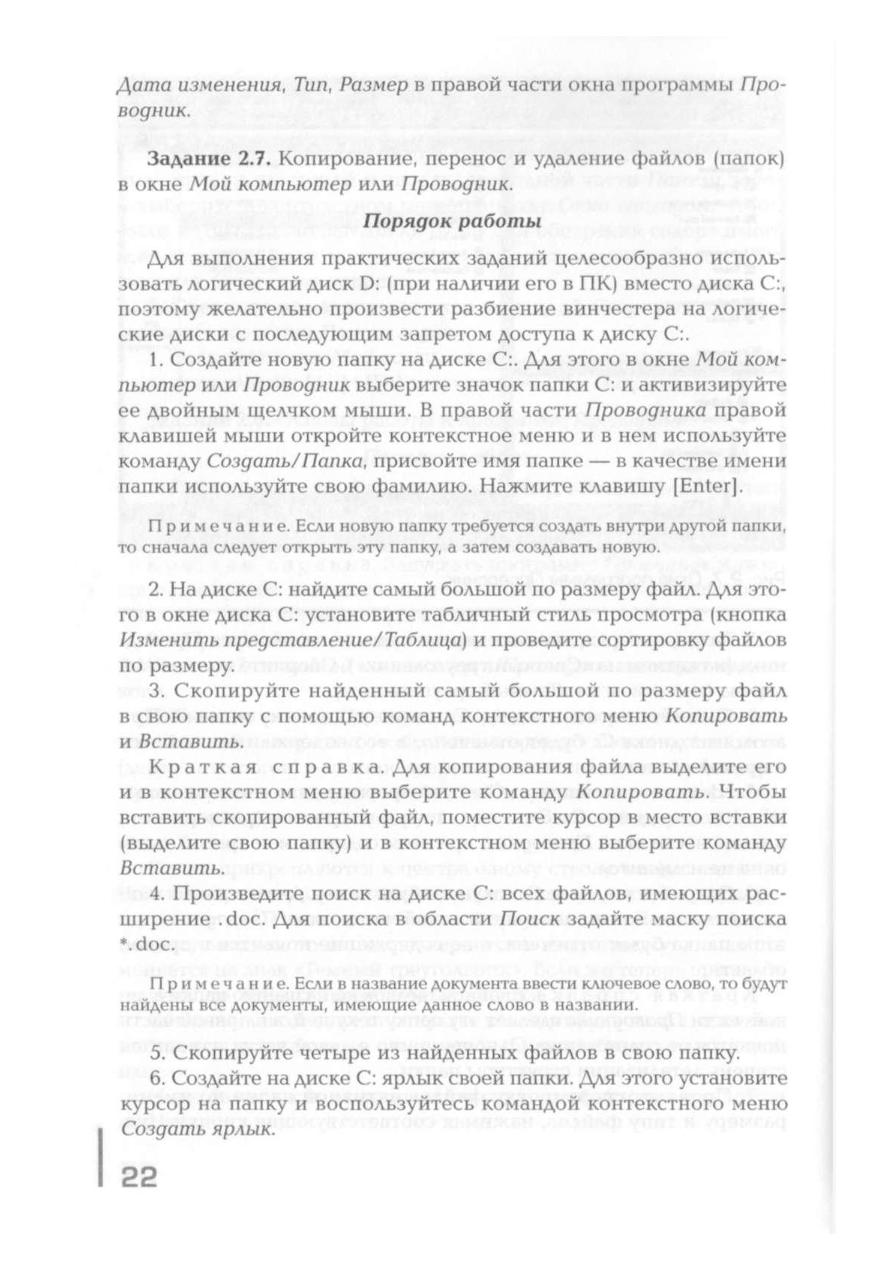 Дата изменения, Тип, Размер в правой части окна программы Про-
водник.
Задание 2.7. Копирование, перенос и удаление файлов (папок)
в окне Мой компьютер или Проводник.
Порядок работы
Для выполнения практических заданий целесообразно исполь-
зовать логический диск D: (при наличии его в ПК) вместо диска C:,
поэтому желательно произвести разбиение винчестера на логиче-
ские диски с последующим запретом доступа к диску C:.
1. Создайте новую папку на диске C:. Для этого в окне Мой ком-
пьютер или Проводник выберите значок папки C: и активизируйте
ее двойным щелчком мыши. В правой части Проводника правой
клавишей мыши откройте контекстное меню и в нем используйте
команду Создать/Папка, присвойте имя папке — в качестве имени
папки используйте свою фамилию. Нажмите клавишу [Enter].
Примечание. Если новую папку требуется создать внутри другой папки,
то сначала следует открыть эту папку, а затем создавать новую.
2. На диске C: найдите самый большой по размеру файл. Для это-
го в окне диска C: установите табличный стиль просмотра (кнопка
Изменить представление/Таблица) и проведите сортировку файлов
по размеру.
3. Скопируйте найденный самый большой по размеру файл
в свою папку с помощью команд контекстного меню Копировать
и Вставить.
Краткая справка. Для копирования файла выделите его
и в контекстном меню выберите команду Копировать. Чтобы
вставить скопированный файл, поместите курсор в место вставки
(выделите свою папку) и в контекстном меню выберите команду
Вставить.
4. Произведите поиск на диске C: всех файлов, имеющих рас-
ширение .doc. Для поиска в области Поиск задайте маску поиска
*.doc.
Примечание. Если в название документа ввести ключевое слово, то будут
найдены все документы, имеющие данное слово в названии.
5. Скопируйте четыре из найденных файлов в свою папку.
6. Создайте на диске C: ярлык своей папки. Для этого установите
курсор на папку и воспользуйтесь командой контекстного меню
Создать ярлык.
22